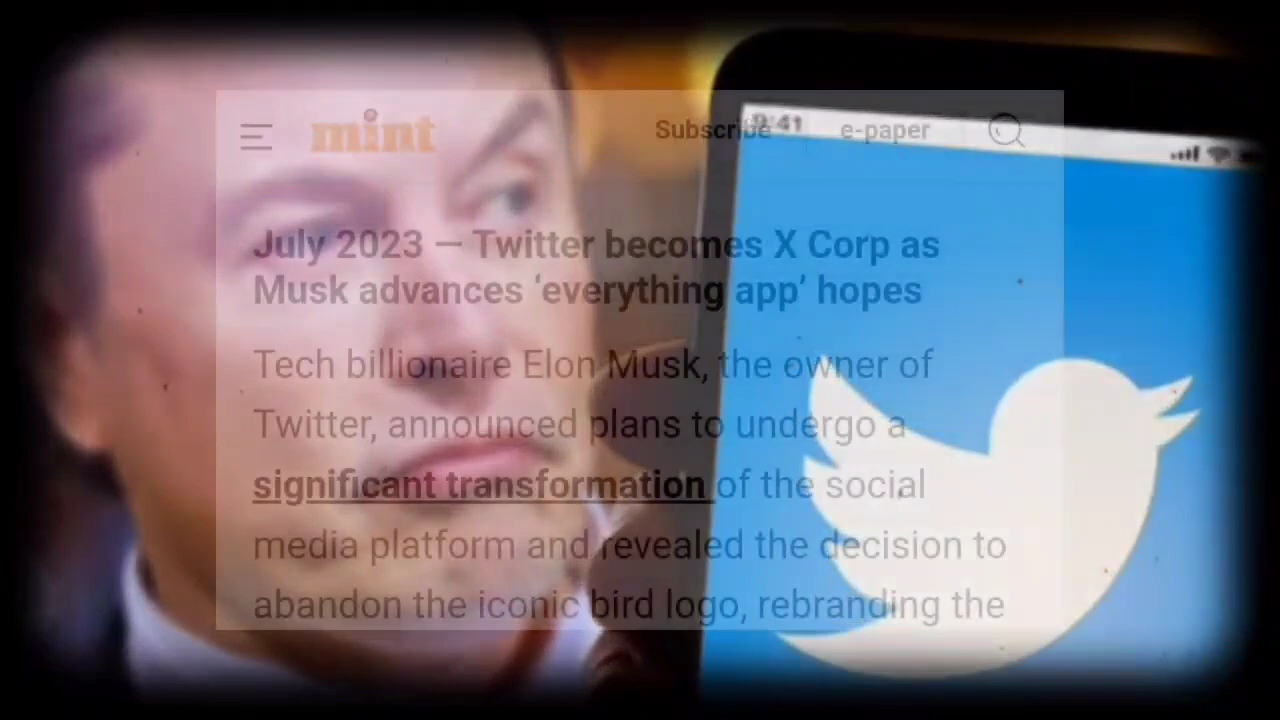 mint
Subscribe
e-paper
9:41
July 2023 — Twitter becomes X Corp as
Musk advances ‘everything app’ hopes
Tech billionaire Elon Musk, the owner of
Twitter, announced plans to undergo a
significant transformation of the social
media platform and revealed the decision to
abandon the iconic bird logo, rebranding the